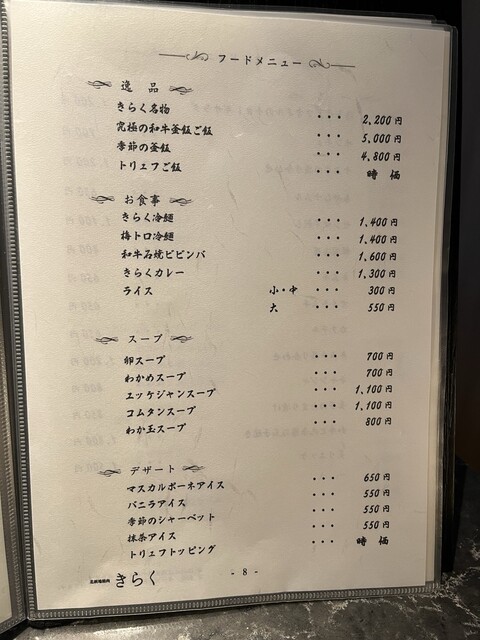 フードメニュー
逸品
きらく名物 ・・・ 2,200円
究極の和牛釜飯ご飯 ・・・ 5,000円
季節の釜飯 ・・・ 4,800円
トリュフご飯 ・・・ 時価
お食事
きらく冷麺 ・・・ 1,400円
梅トロ冷麺 ・・・ 1,400円
和牛石焼ビビンバ ・・・ 1,600円
きらくカレー ・・・ 1,300円
ライス 小・中 ・・・ 300円
大 ・・・ 550円
スープ
卵スープ ・・・ 700円
わかめスープ ・・・ 700円
ユッケジャンスープ ・・・ 1,100円
コムタンスープ ・・・ 1,100円
わか玉スープ ・・・ 800円
デザート
マスカルポーネアイス ・・・ 650円
バニラアイス ・・・ 550円
季節のシャーベット ・・・ 550円
抹茶アイス ・・・ 550円
トリュフトッピング ・・・ 時価
きらく
- 8 -